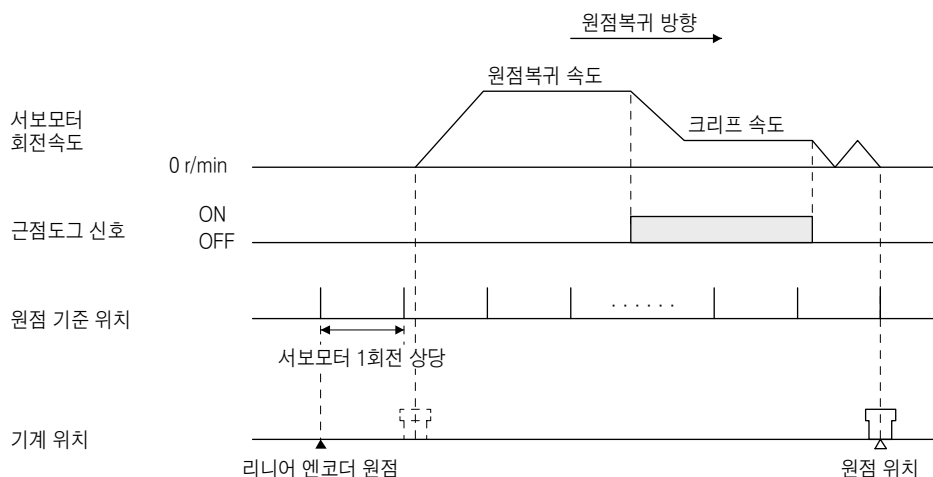 원점복귀 방향
원점복귀 속도
서보모터
회전속도
크리프 속도
0 r/min
ON
근점도그 신호
OFF
······
원점 기준 위치
서보모터 1회전 상당
기계 위치
리니어 엔코더 원점
원점 위치